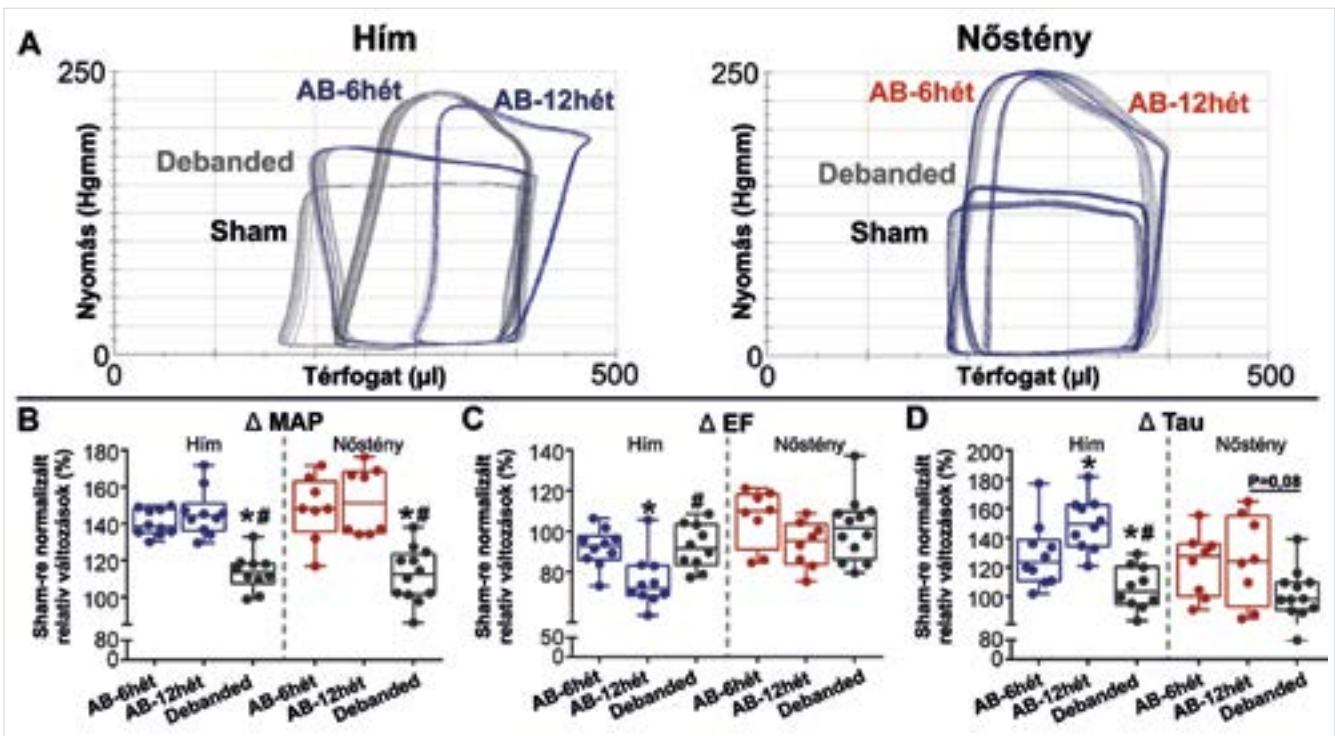 A
Hím
Nőstény
250
AB-6hét
AB-12hét
Debanded
Sham
Nyomás (Hgmm)
0
0
Térfogat (µl)
500
250
AB-6hét
AB-12hét
Debanded
Sham
Nyomás (Hgmm)
0
0
Térfogat (µl)
500
B
Δ MAP
Hím
Nőstény
Sham-re normalizált
relatív változások (%)
180
160
140
120
100
80
0
*#
*#
AB-6hét
AB-12hét
Debanded
AB-6hét
AB-12hét
Debanded
C
Δ EF
Hím
Nőstény
Sham-re normalizált
relatív változások (%)
140
120
100
80
50
0
*
#
AB-6hét
AB-12hét
Debanded
AB-6hét
AB-12hét
Debanded
D
Δ Tau
Hím
Nőstény
Sham-re normalizált
relatív változások (%)
200
180
160
140
120
100
80
0
*
*#
P=0,08
AB-6hét
AB-12hét
Debanded
AB-6hét
AB-12hét
Debanded